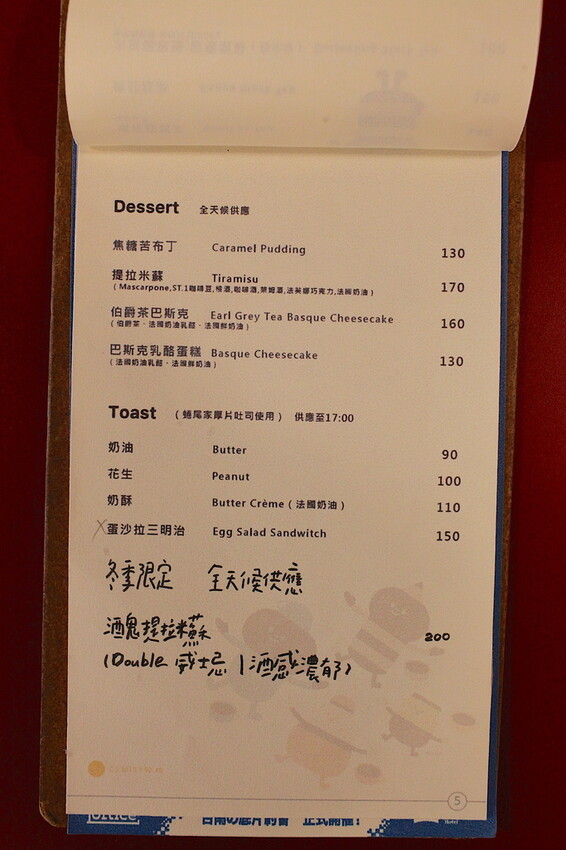 Dessert 全天候供應
焦糖苦布丁 Caramel Pudding 130
提拉米蘇 Tiramisu 170
(Mascarpone,ST.1咖啡豆,橙酒,咖啡酒,萊姆酒,法芙娜巧克力,法國奶油)
伯爵茶巴斯克 Earl Grey Tea Basque Cheesecake 160
(伯爵茶、法國奶油乳酪、法國鮮奶油)
巴斯克乳酪蛋糕 Basque Cheesecake 130
(法國奶油乳酪、法國鮮奶油)
Toast (蜷尾家厚片吐司使用) 供應至17:00
奶油 Butter 90
花生 Peanut 100
奶酥 Butter Crème (法國奶油) 110
X蛋沙拉三明治 Egg Salad Sandwitch 150
冬季限定 全天候供應
酒鬼提拉米蘇 200
(Double 威士忌 | 酒感濃郁)
5
Office